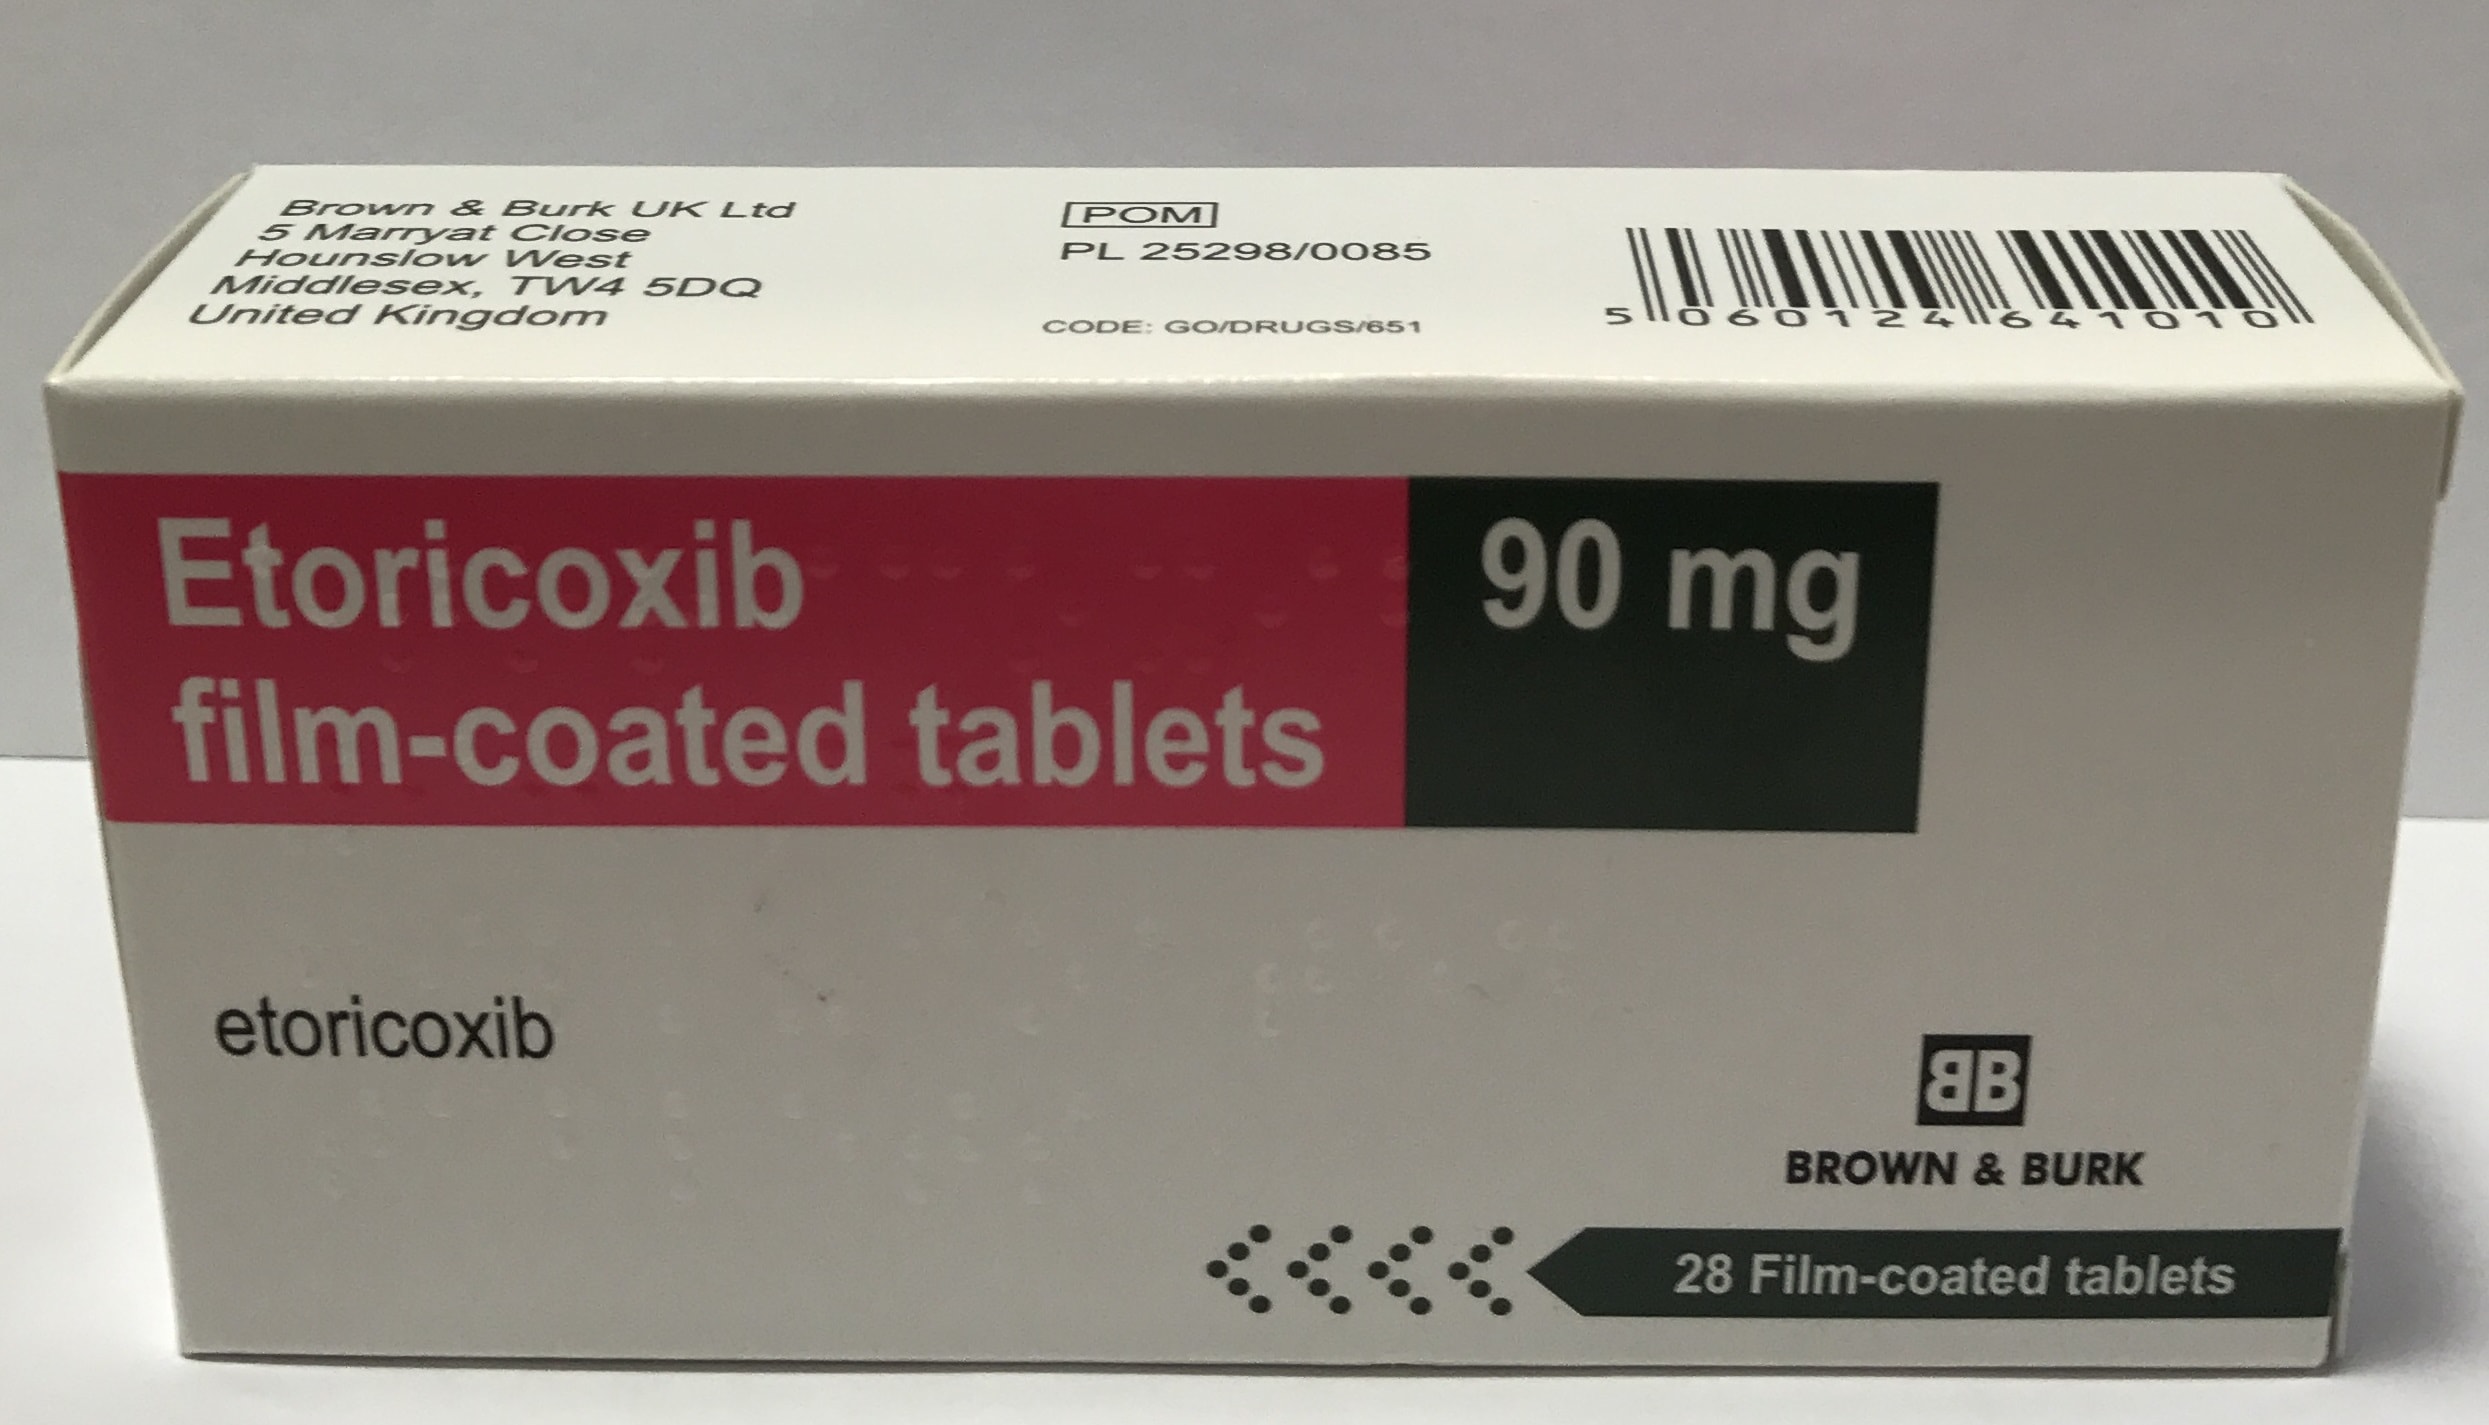 Brown & Burk UK Ltd
5 Marryat Close
Hounslow West
Middlesex, TW4 5DQ
United Kingdom
POM
PL 25298/0085
CODE: GO/DRUGS/651
5 060124 641010
Etoricoxib
film-coated tablets
90 mg
etoricoxib
BB
BROWN & BURK
28 Film-coated tablets